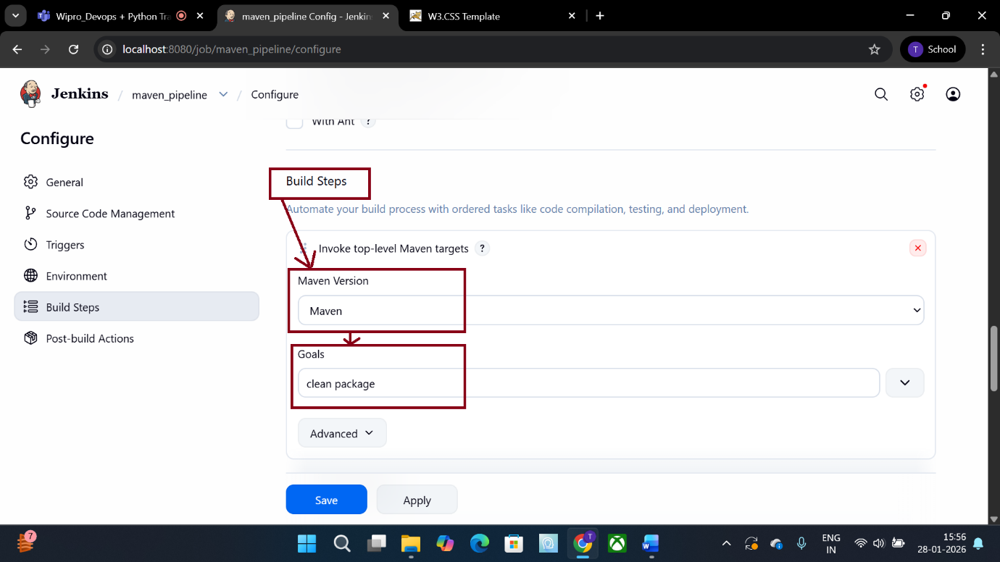 Wipro_Devops + Python Tra
maven_pipeline Config - Jenkins
W3.CSS Template
localhost:8080/job/maven_pipeline/configure
T School
Jenkins / maven_pipeline / Configure
With Ant ?
Configure
General
Source Code Management
Triggers
Environment
Build Steps
Post-build Actions
Build Steps
Automate your build process with ordered tasks like code compilation, testing, and deployment.
Invoke top-level Maven targets ?
Maven Version
Maven
Goals
clean package
Advanced
Save
Apply
7
T
W
ENG
IN
15:56
28-01-2026